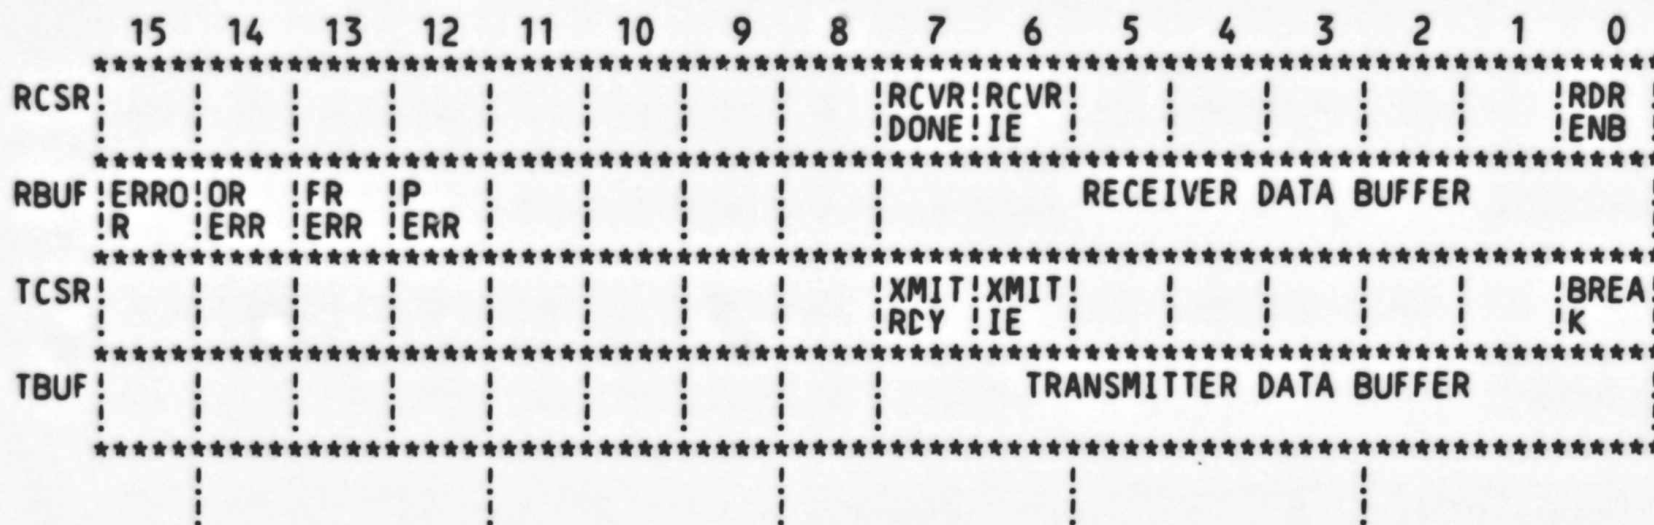 15 14 13 12 11 10 9 8 7 6 5 4 3 2 1 0
*******************************************************************************
RCSR! ! ! ! ! ! ! ! !RCVR!RCVR! ! ! ! ! !RDR !
! ! ! ! ! ! ! ! !DONE!IE ! ! ! ! ! !ENB !
*******************************************************************************
RBUF !ERRO!OR !FR !P ! ! ! ! ! RECEIVER DATA BUFFER !
!R !ERR !ERR !ERR ! ! ! ! ! !
*******************************************************************************
TCSR! ! ! ! ! ! ! ! !XMIT!XMIT! ! ! ! ! !BREA!
! ! ! ! ! ! ! ! !RDY !IE ! ! ! ! ! !K !
*******************************************************************************
TBUF! ! ! ! ! ! ! ! ! TRANSMITTER DATA BUFFER !
! ! ! ! ! ! ! ! ! !
*******************************************************************************
! ! ! ! !